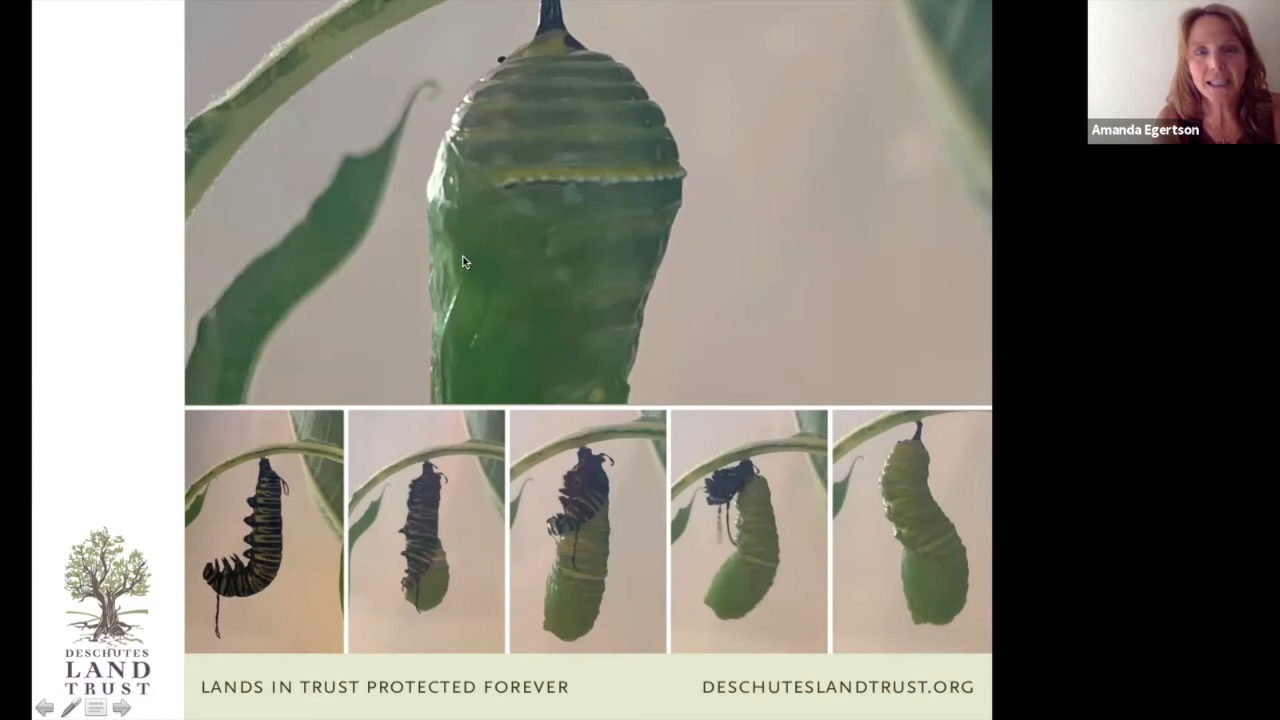 Amanda Egertson
DESCHUTES
LAND
TRUST
LANDS IN TRUST PROTECTED FOREVER
DESCHUTESLANDTRUST.ORG